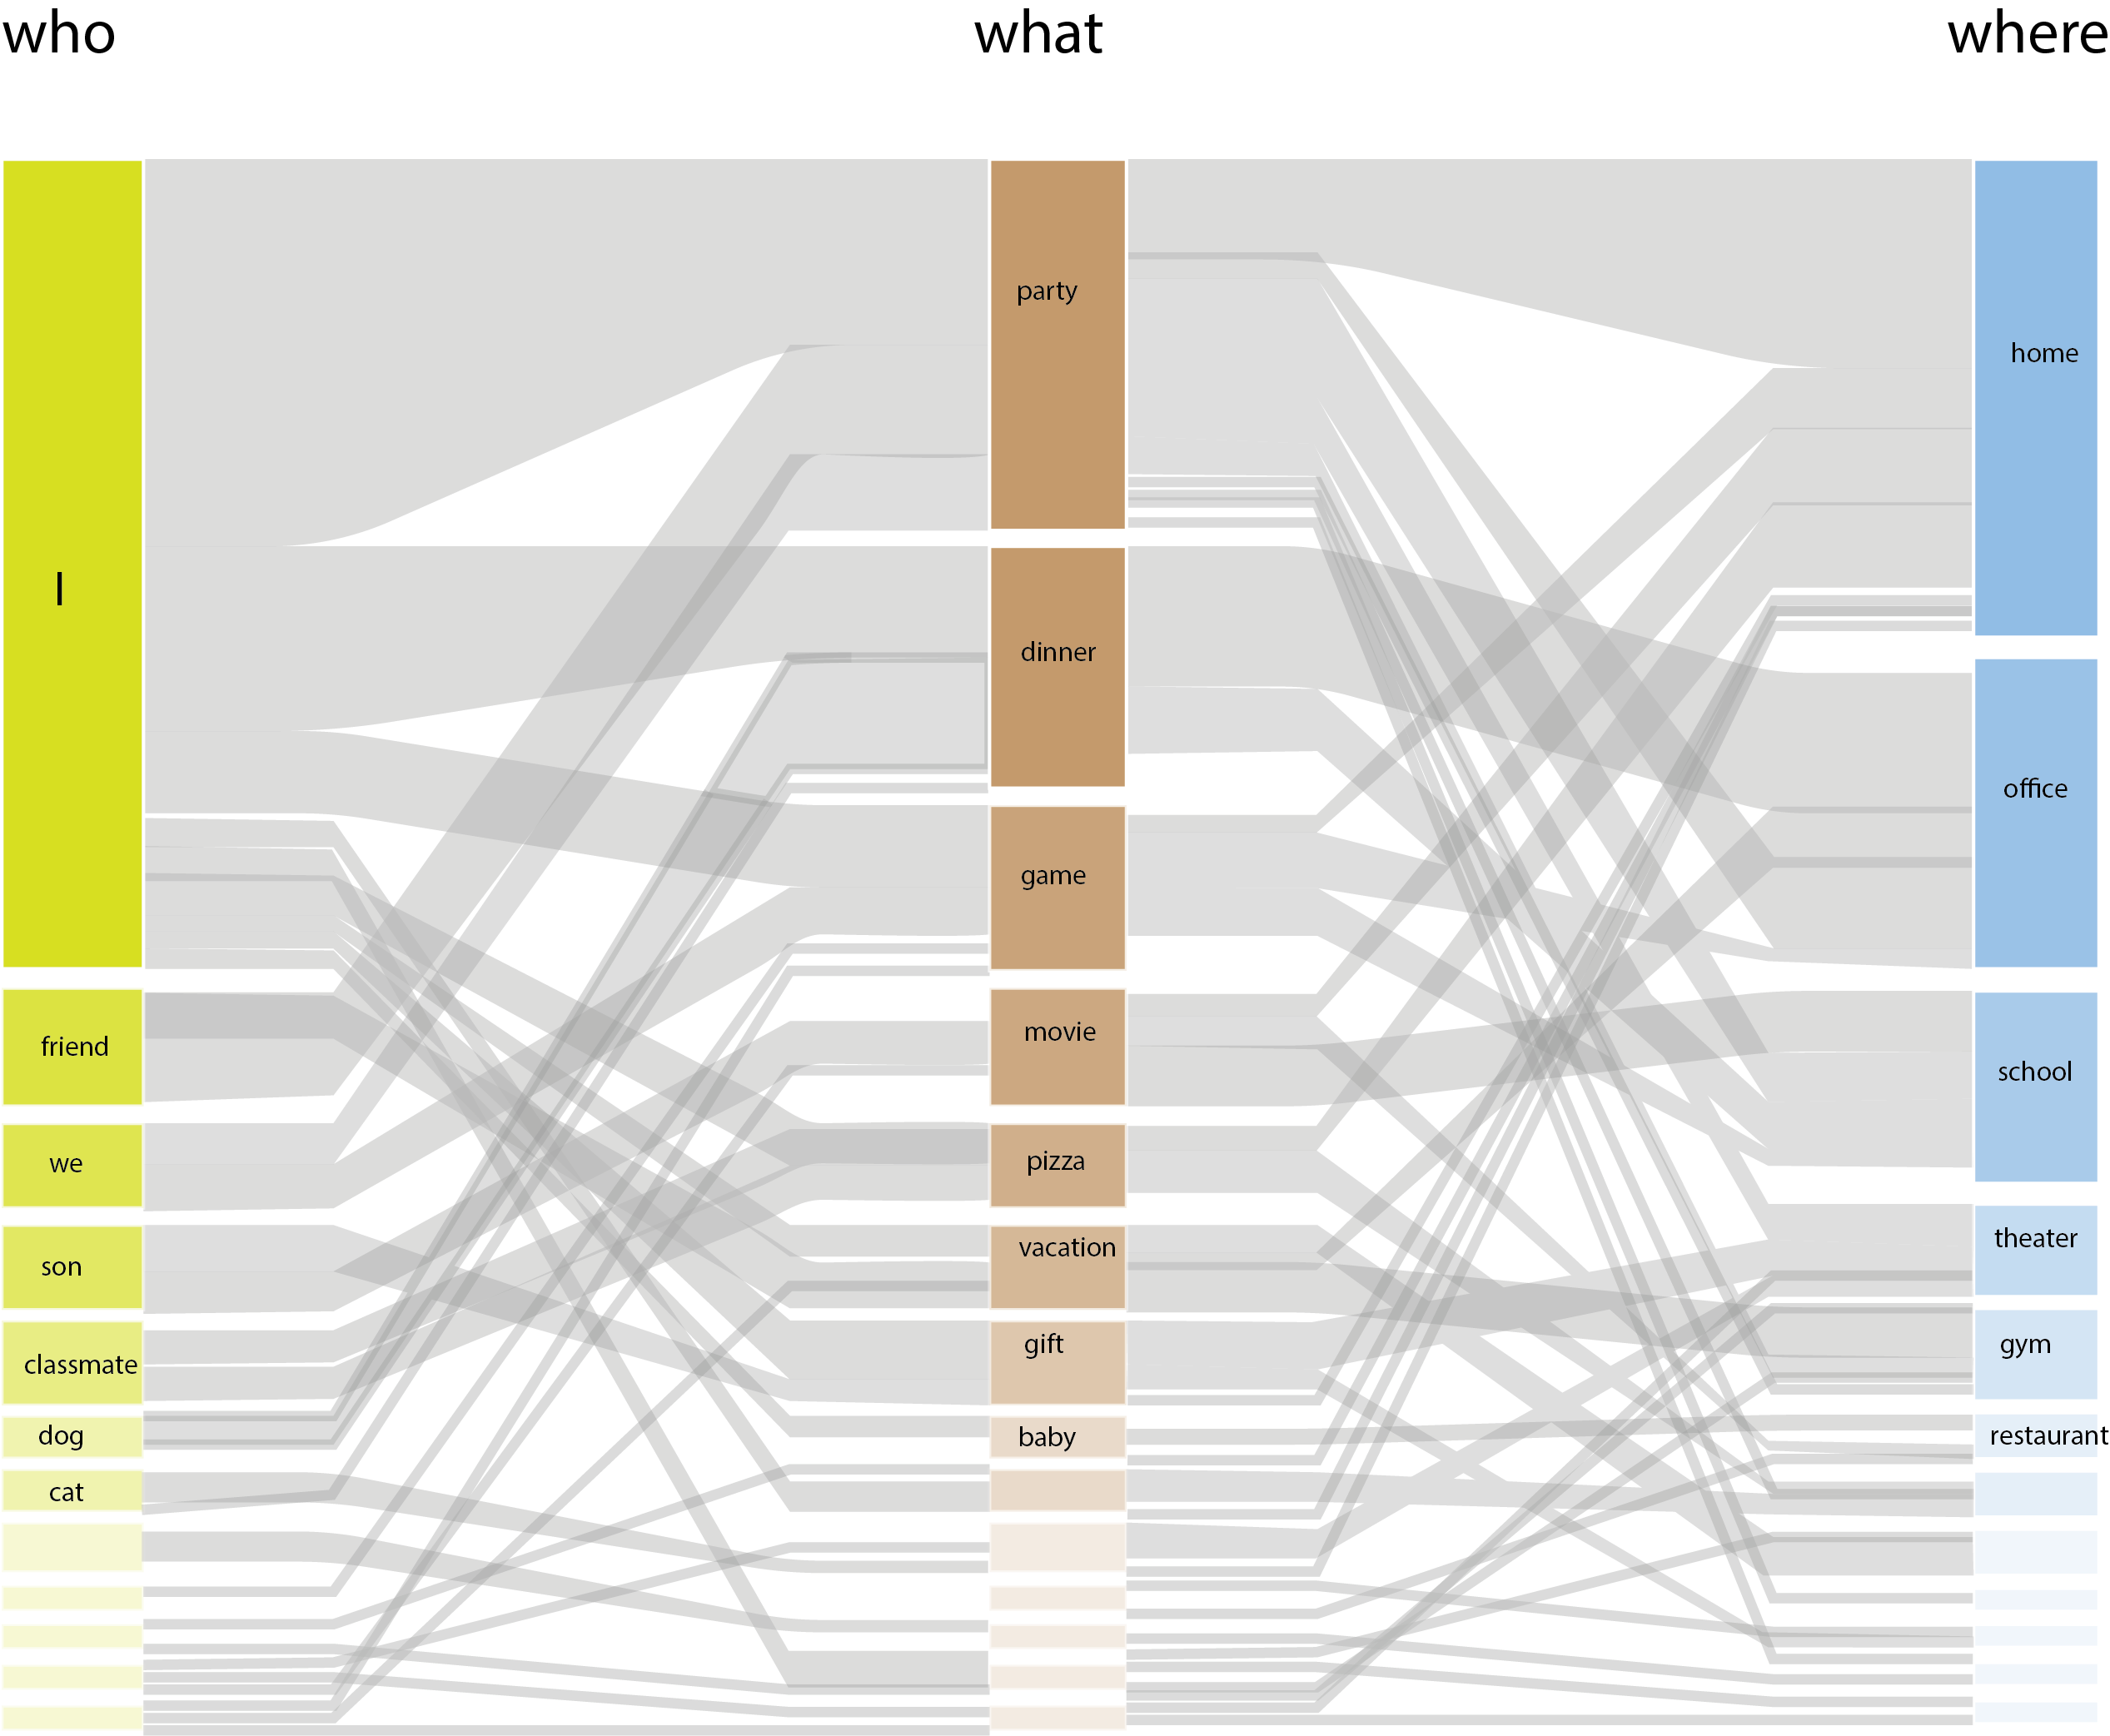 who what where
I
friend
we
son
classmate
dog
cat
party
dinner
game
movie
pizza
vacation
gift
baby
home
office
school
theater
gym
restaurant